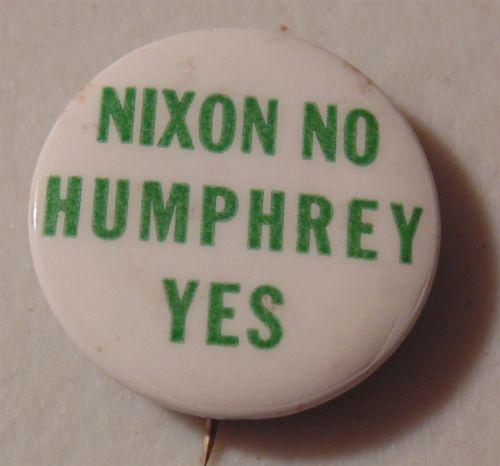 NIXON NO
HUMPHREY
YES